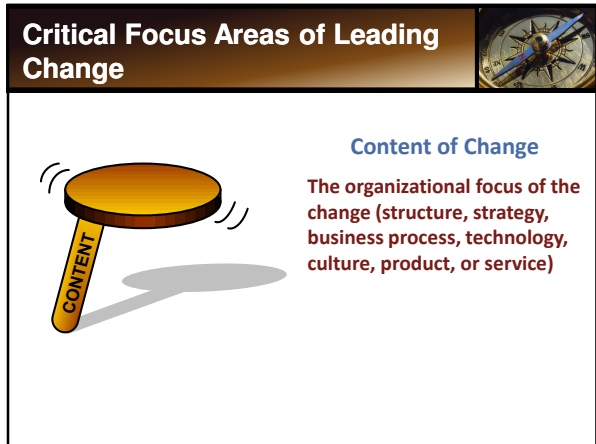 Critical Focus Areas of Leading
Change
Content of Change
The organizational focus of the
change (structure, strategy,
business process, technology,
culture, product, or service)
CONTENT